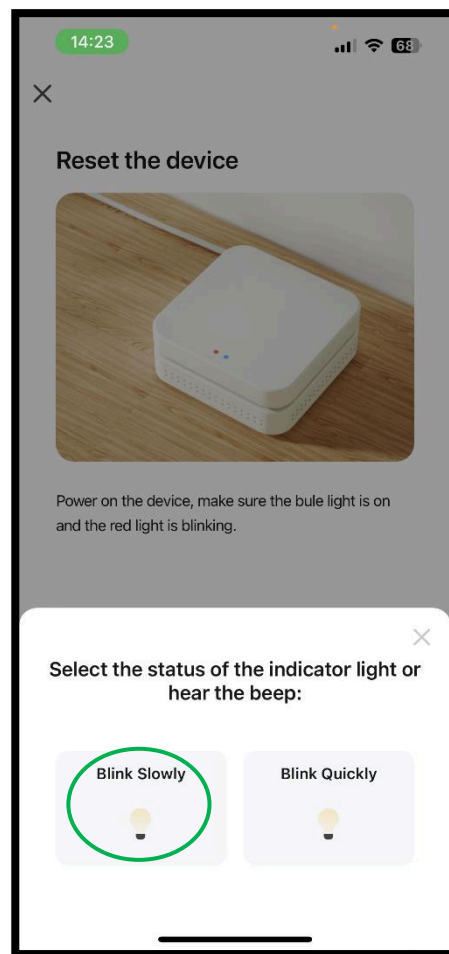 14:23
68
Reset the device
Power on the device, make sure the bule light is on
and the red light is blinking.
Select the status of the indicator light or
hear the beep:
Blink Slowly
Blink Quickly